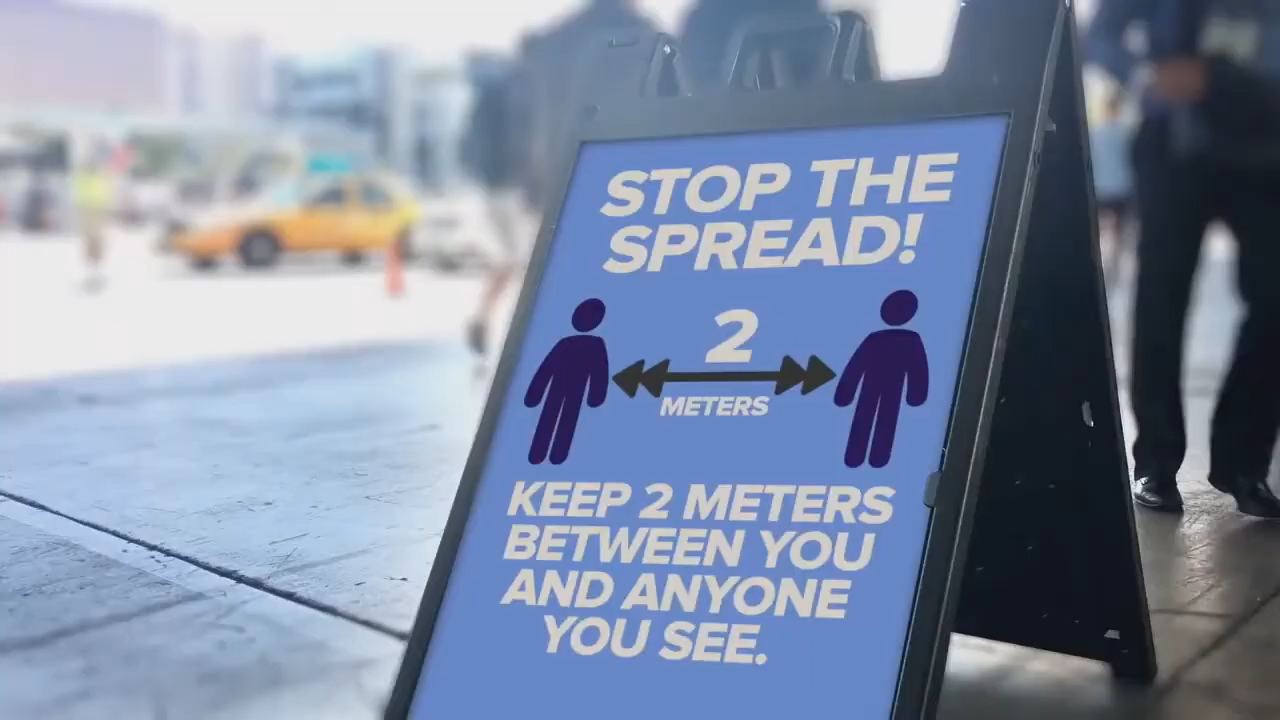 STOP THE
SPREAD!
2
METERS
KEEP 2 METERS
BETWEEN YOU
AND ANYONE
YOU SEE.